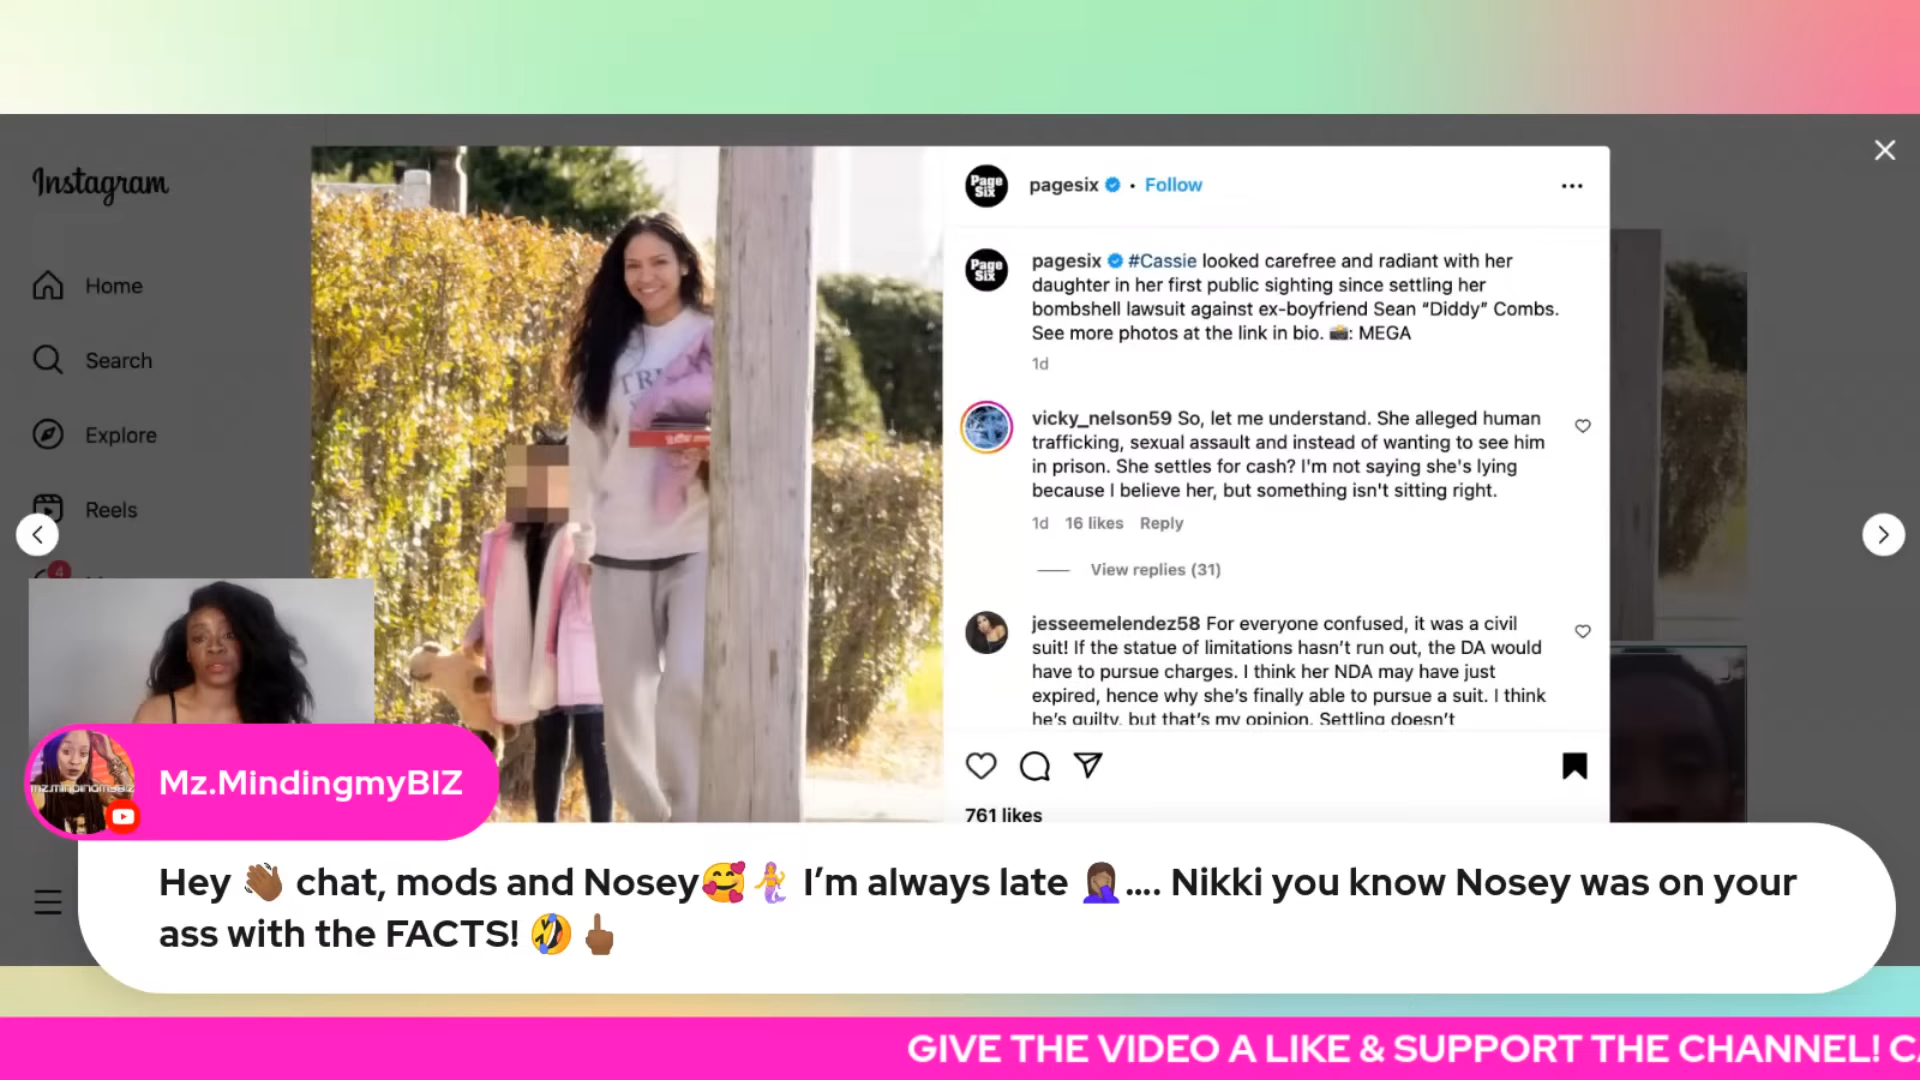 Instagram
Home
Search
Explore
Reels
4
Page
Six
pagesix • Follow
Page
Six
pagesix #Cassie looked carefree and radiant with her
daughter in her first public sighting since settling her
bombshell lawsuit against ex-boyfriend Sean “Diddy” Combs.
See more photos at the link in bio. 📸: MEGA
1d
vicky_nelson59 So, let me understand. She alleged human
trafficking, sexual assault and instead of wanting to see him
in prison. She settles for cash? I'm not saying she's lying
because I believe her, but something isn't sitting right.
1d 16 likes Reply
View replies (31)
jesseemelendez58 For everyone confused, it was a civil
suit! If the statue of limitations hasn’t run out, the DA would
have to pursue charges. I think her NDA may have just
expired, hence why she’s finally able to pursue a suit. I think
he’s guilty, but that’s my opinion. Settling doesn’t
761 likes
MZ.MINDINGMYBIZ
Mz.MindingmyBIZ
Hey 👋🏾 chat, mods and Nosey🥰🧜‍♀️ I’m always late 🤦🏾‍♀️.... Nikki you know Nosey was on your
ass with the FACTS! 🤣🖕🏾
GIVE THE VIDEO A LIKE & SUPPORT THE CHANNEL!